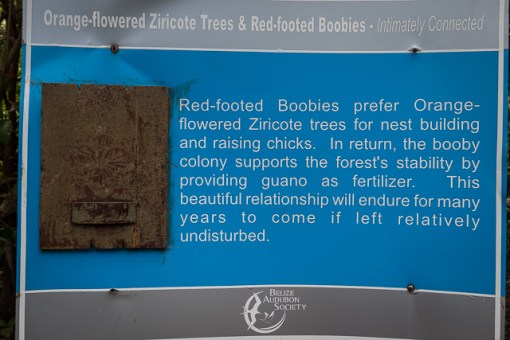 Orange-flowered Ziricote Trees & Red-footed Boobies - Intimately Connected
Red-footed Boobies prefer Orange-
flowered Ziricote trees for nest building
and raising chicks. In return, the booby
colony supports the forest's stability by
providing guano as fertilizer. This
beautiful relationship will endure for many
years to come if left relatively
undisturbed.
BELIZE
AUDUBON
SOCIETY